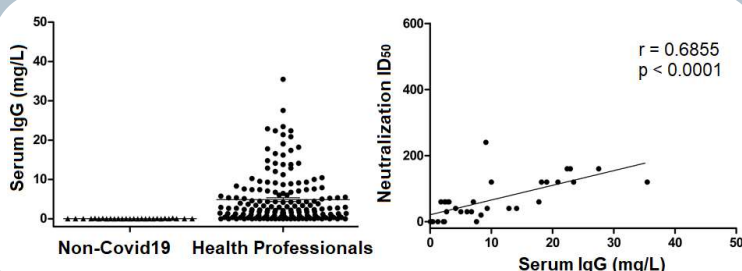 Serum IgG (mg/L)
50
40
30
20
10
0
Non-Covid19 Health Professionals
Neutralization ID50
600
400
200
0
r = 0.6855
p < 0.0001
0 10 20 30 40 50
Serum IgG (mg/L)